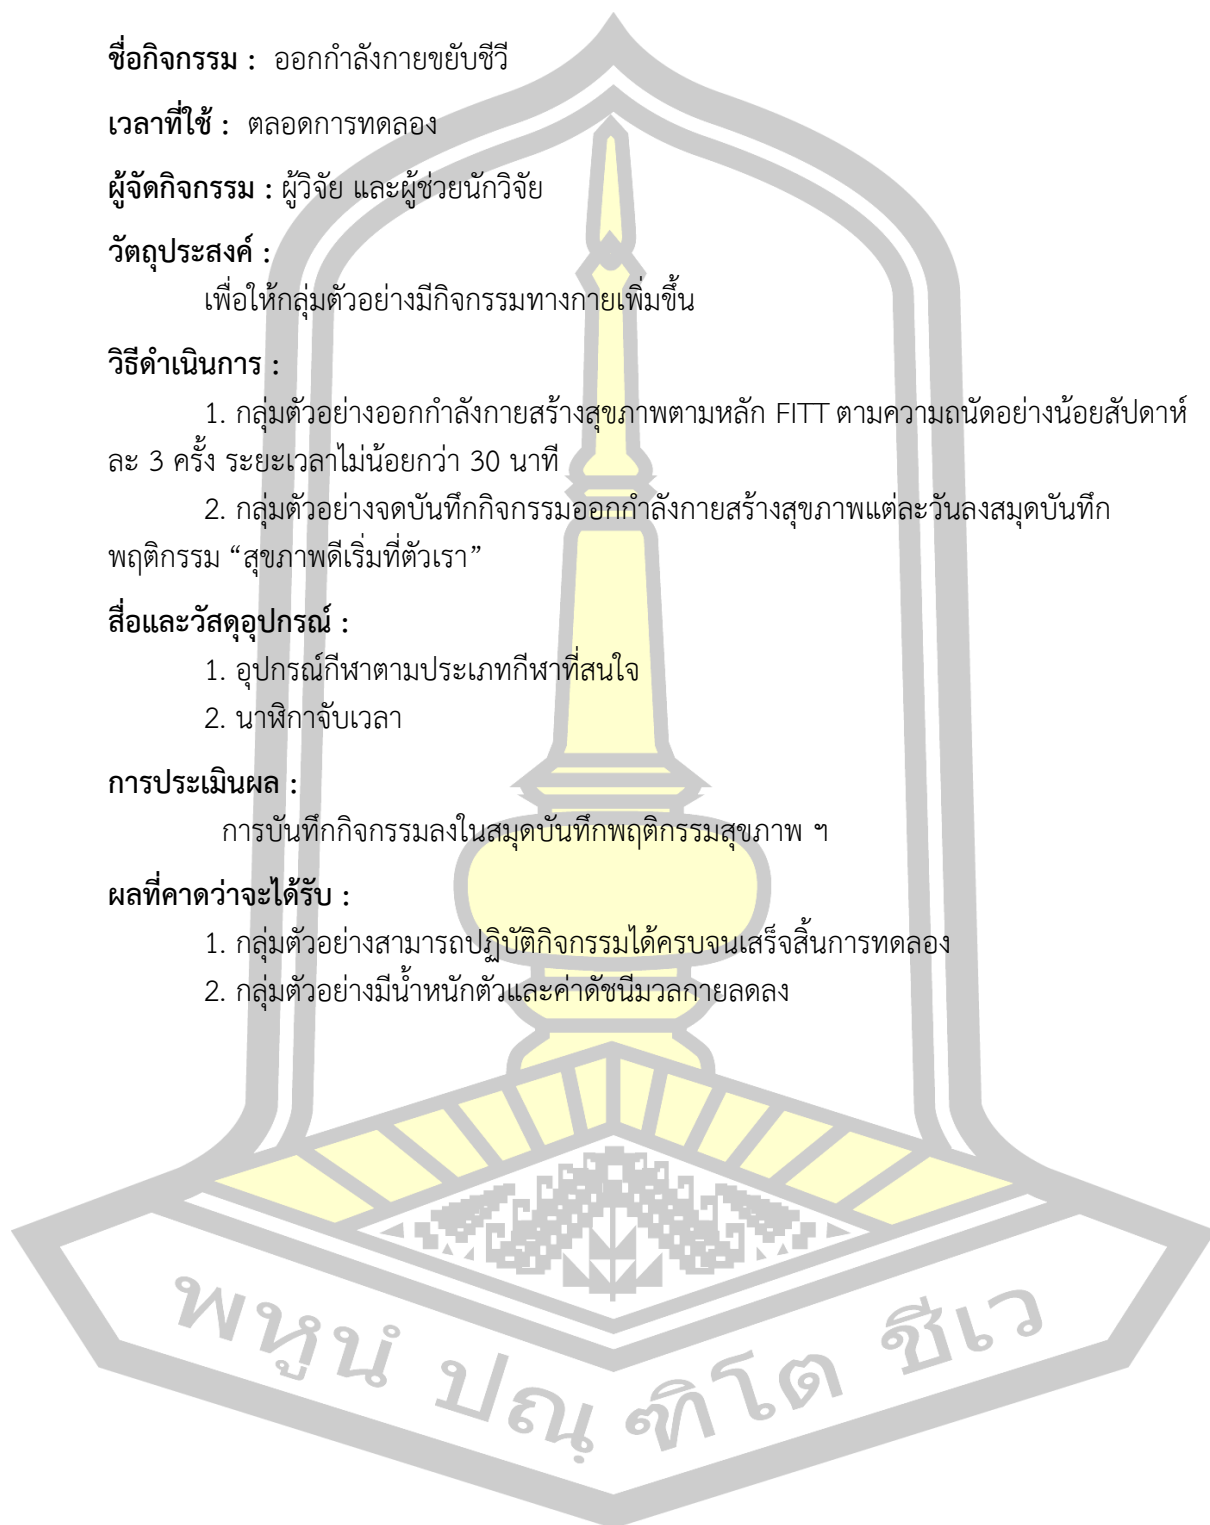 ชื่อกิจกรรม : ออกกำลังกายขยับชีวี
เวลาที่ใช้ : ตลอดการทดลอง
ผู้จัดกิจกรรม : ผู้วิจัย และผู้ช่วยนักวิจัย
วัตถุประสงค์ :
เพื่อให้กลุ่มตัวอย่างมีกิจกรรมทางกายเพิ่มขึ้น
วิธีดำเนินการ :
1. กลุ่มตัวอย่างออกกำลังกายสร้างสุขภาพตามหลัก FITT ตามความถนัดอย่างน้อยสัปดาห์
ละ 3 ครั้ง ระยะเวลาไม่น้อยกว่า 30 นาที
2. กลุ่มตัวอย่างจดบันทึกกิจกรรมออกกำลังกายสร้างสุขภาพแต่ละวันลงสมุดบันทึก
พฤติกรรม “สุขภาพดีเริ่มที่ตัวเรา”
สื่อและวัสดุอุปกรณ์ :
1. อุปกรณ์กีฬาตามประเภทกีฬาที่สนใจ
2. นาฬิกาจับเวลา
การประเมินผล :
การบันทึกกิจกรรมลงในสมุดบันทึกพฤติกรรมสุขภาพ ฯ
ผลที่คาดว่าจะได้รับ :
1. กลุ่มตัวอย่างสามารถปฏิบัติกิจกรรมได้ครบจนเสร็จสิ้นการทดลอง
2. กลุ่มตัวอย่างมีน้ำหนักตัวและค่าดัชนีมวลกายลดลง
พหูนํ ปณฺฑิโต ชีเว